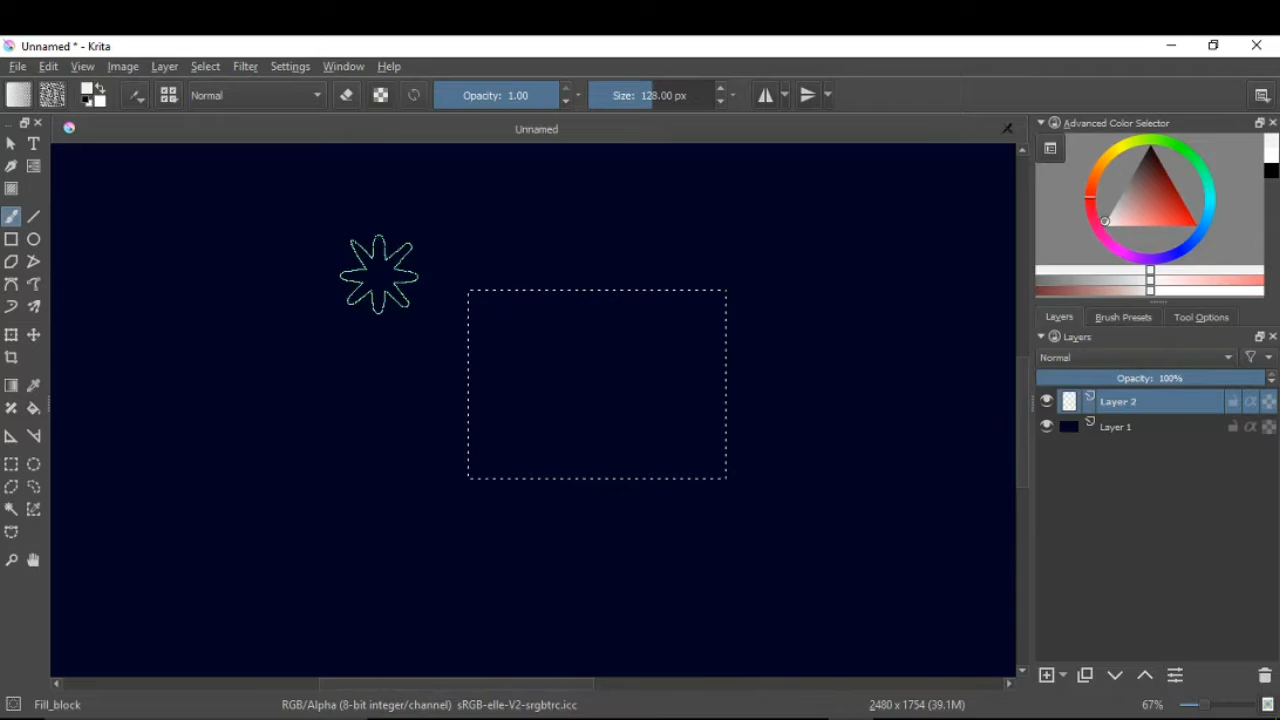 Unnamed * - Krita
File Edit View Image Layer Select Filter Settings Window Help
Normal Opacity: 1.00 Size: 128.00 px
Unnamed
Advanced Color Selector
Layers Brush Presets Tool Options
Layers
Normal
Opacity: 100%
Layer 2
Layer 1
Fill_block RGB/Alpha (8-bit integer/channel) sRGB-elle-V2-srgbtrc.icc 2480 x 1754 (39.1M) 67%